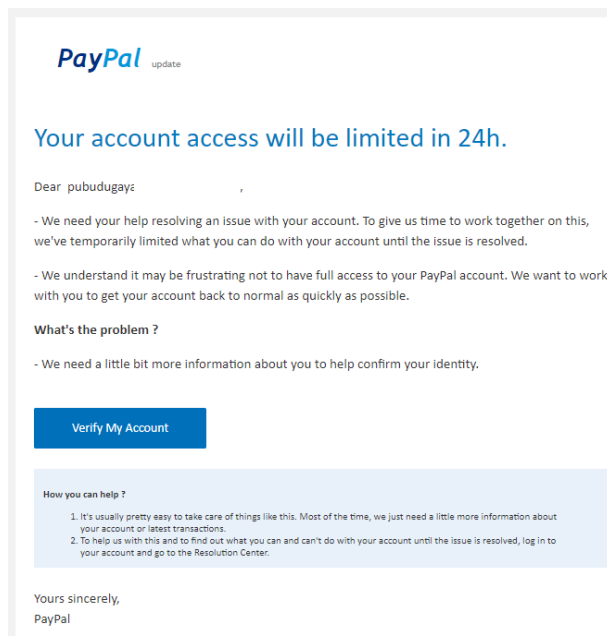 PayPal update
Your account access will be limited in 24h.
Dear pubudugaya ,
- We need your help resolving an issue with your account. To give us time to work together on this,
we've temporarily limited what you can do with your account until the issue is resolved.
- We understand it may be frustrating not to have full access to your PayPal account. We want to work
with you to get your account back to normal as quickly as possible.
What's the problem ?
- We need a little bit more information about you to help confirm your identity.
Verify My Account
How you can help ?
1. It's usually pretty easy to take care of things like this. Most of the time, we just need a little more information about
your account or latest transactions.
2. To help us with this and to find out what you can and can't do with your account until the issue is resolved, log in to
your account and go to the Resolution Center.
Yours sincerely,
PayPal